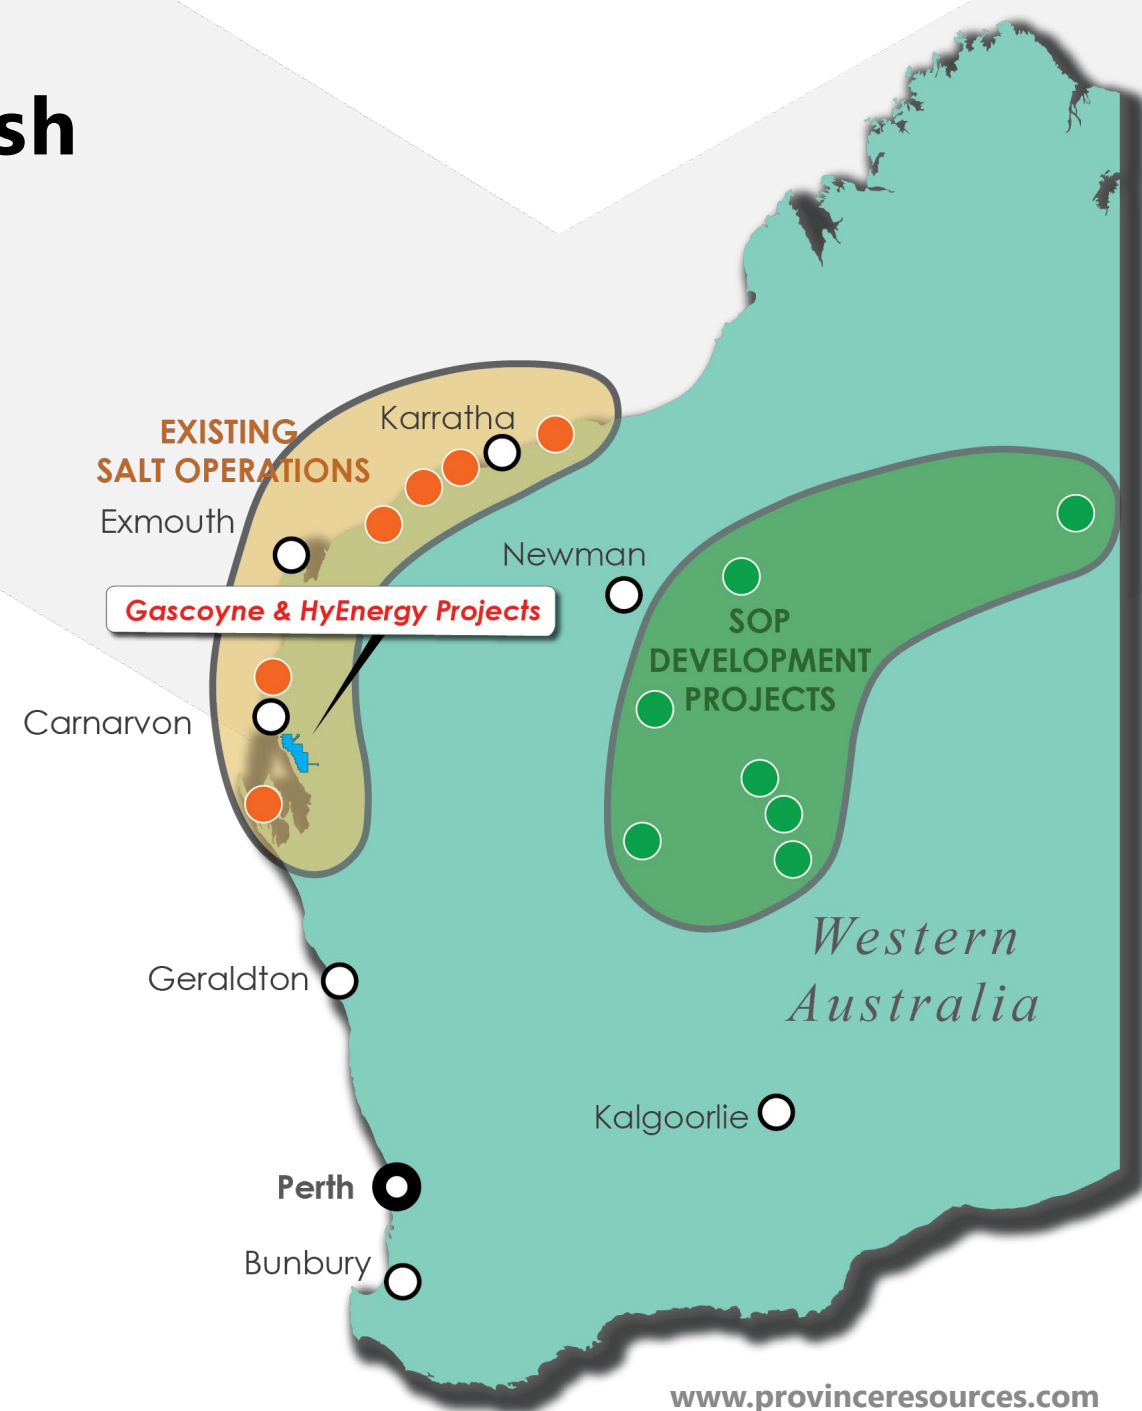 sh
Karratha
EXISTING
SALT OPERATIONS
Exmouth
Newman
Gascoyne & HyEnergy Projects
SOP
DEVELOPMENT
PROJECTS
Carnarvon
Western
Australia
Geraldton
Kalgoorlie
Perth
Bunbury
www.provinceresources.com